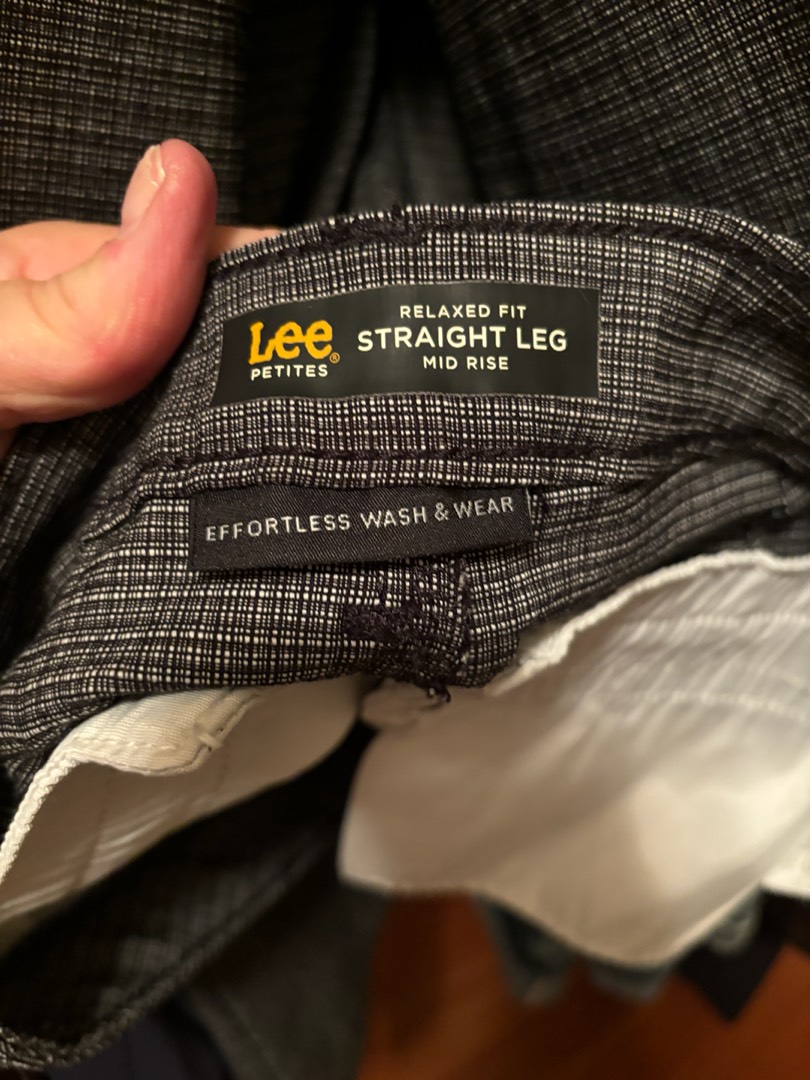 Lee®
PETITES
RELAXED FIT
STRAIGHT LEG
MID RISE
EFFORTLESS WASH & WEAR